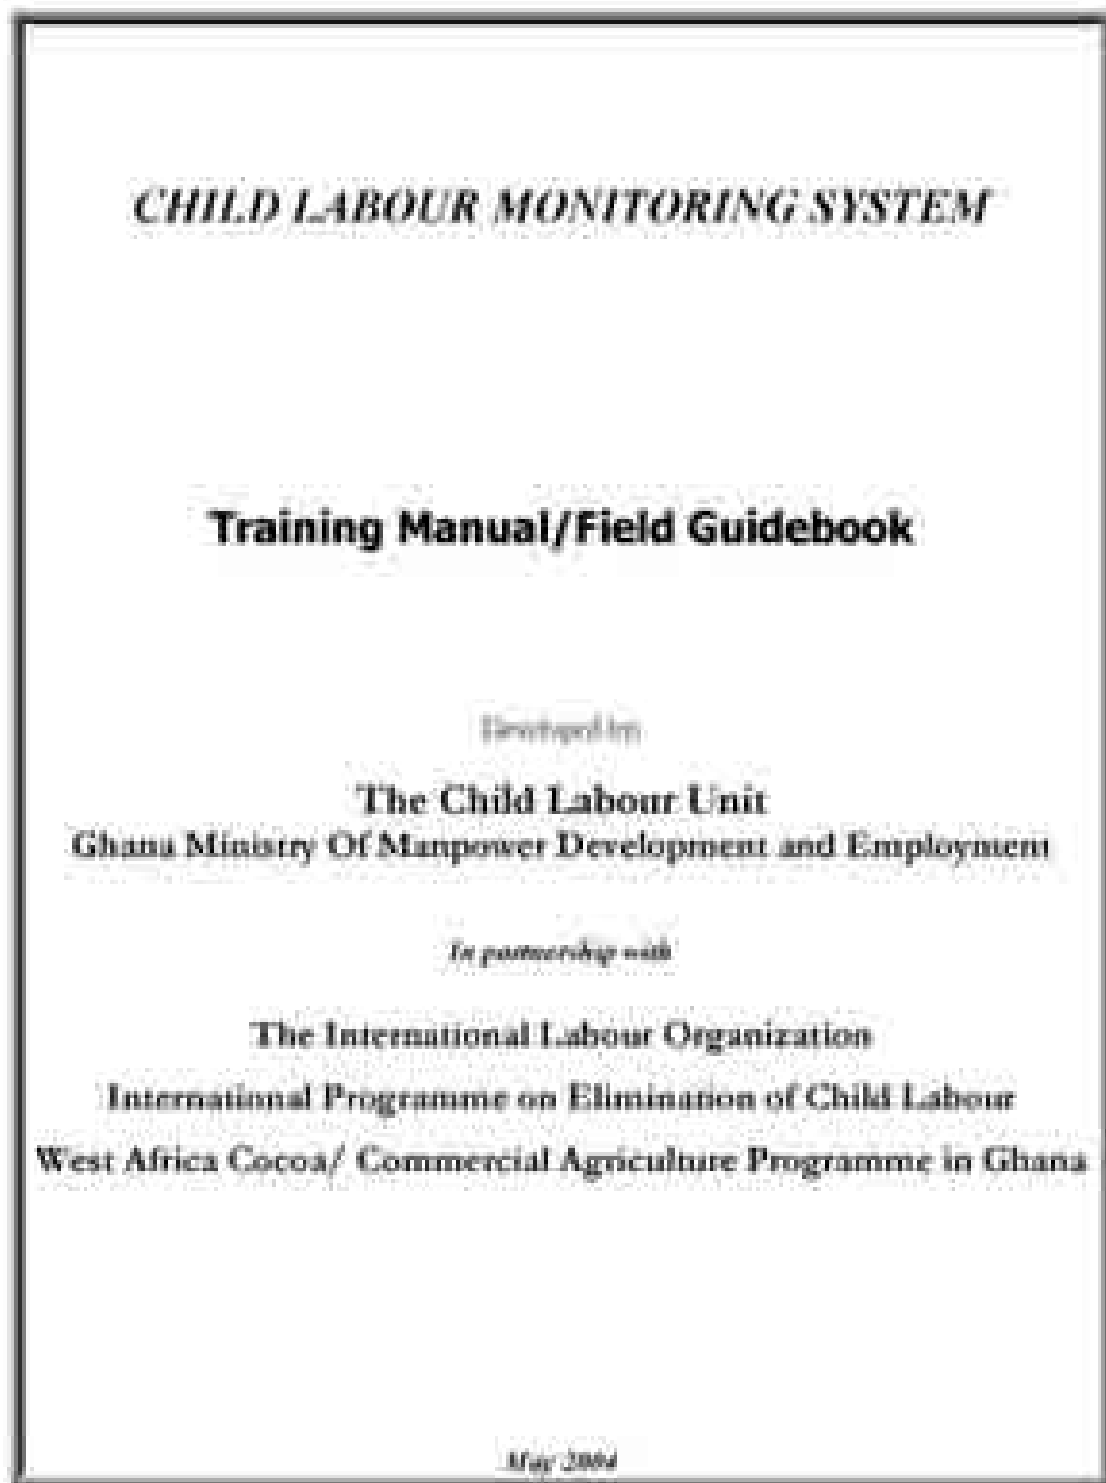 CHILD LABOUR MONITORING SYSTEM
Training Manual/Field Guidebook
Developed by:
The Child Labour Unit
Ghana Ministry Of Manpower Development and Employment
In partnership with
The International Labour Organization
International Programme on Elimination of Child Labour
West Africa Cocoa/ Commercial Agriculture Programme in Ghana
May 2004